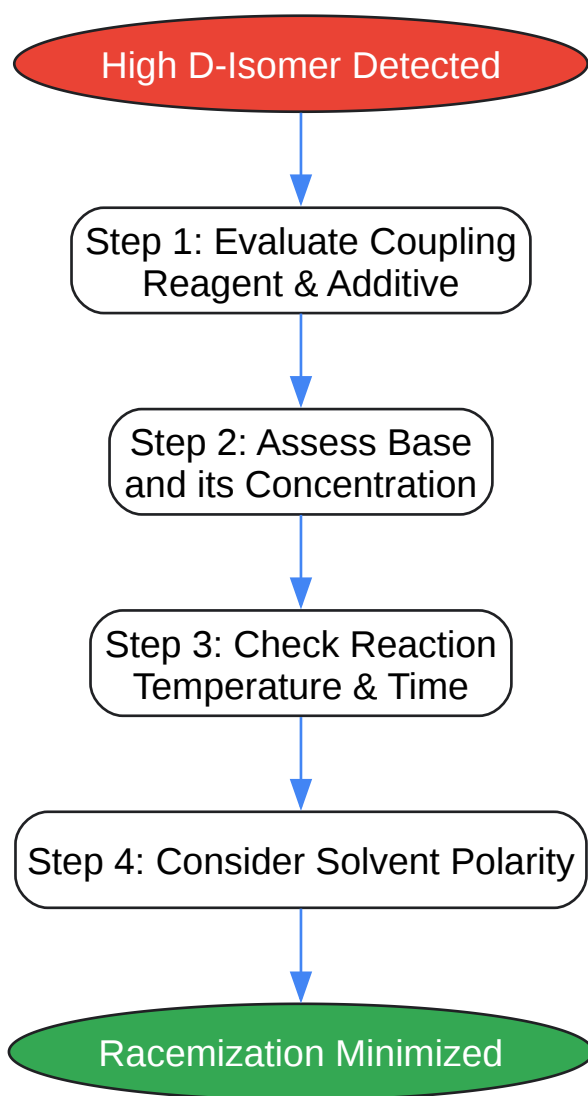 High D-Isomer Detected
Step 1: Evaluate Coupling
Reagent & Additive
Step 2: Assess Base
and its Concentration
Step 3: Check Reaction
Temperature & Time
Step 4: Consider Solvent Polarity
Racemization Minimized